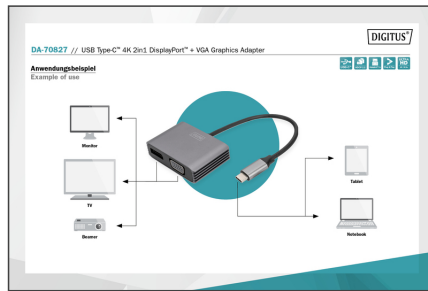 DIGITUS®
DA-70827 // USB Type-C™ 4K 2in1 DisplayPort™ + VGA Graphics Adapter
Anwendungsbeispiel
Example of use
HD
Monitor
TV
Beamer
Tablet
Notebook